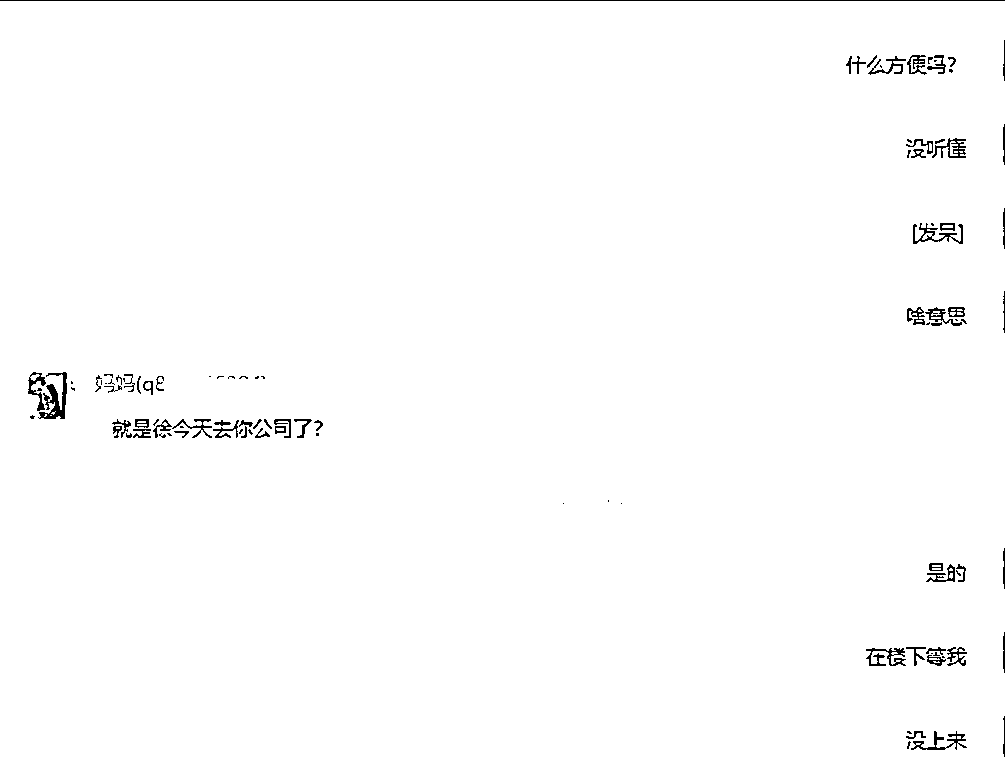 什么方便吗?
没听懂
[发呆]
啥意思
妈妈(q8
就是徐今天去你公司了?
是的
在楼下等我
没上来